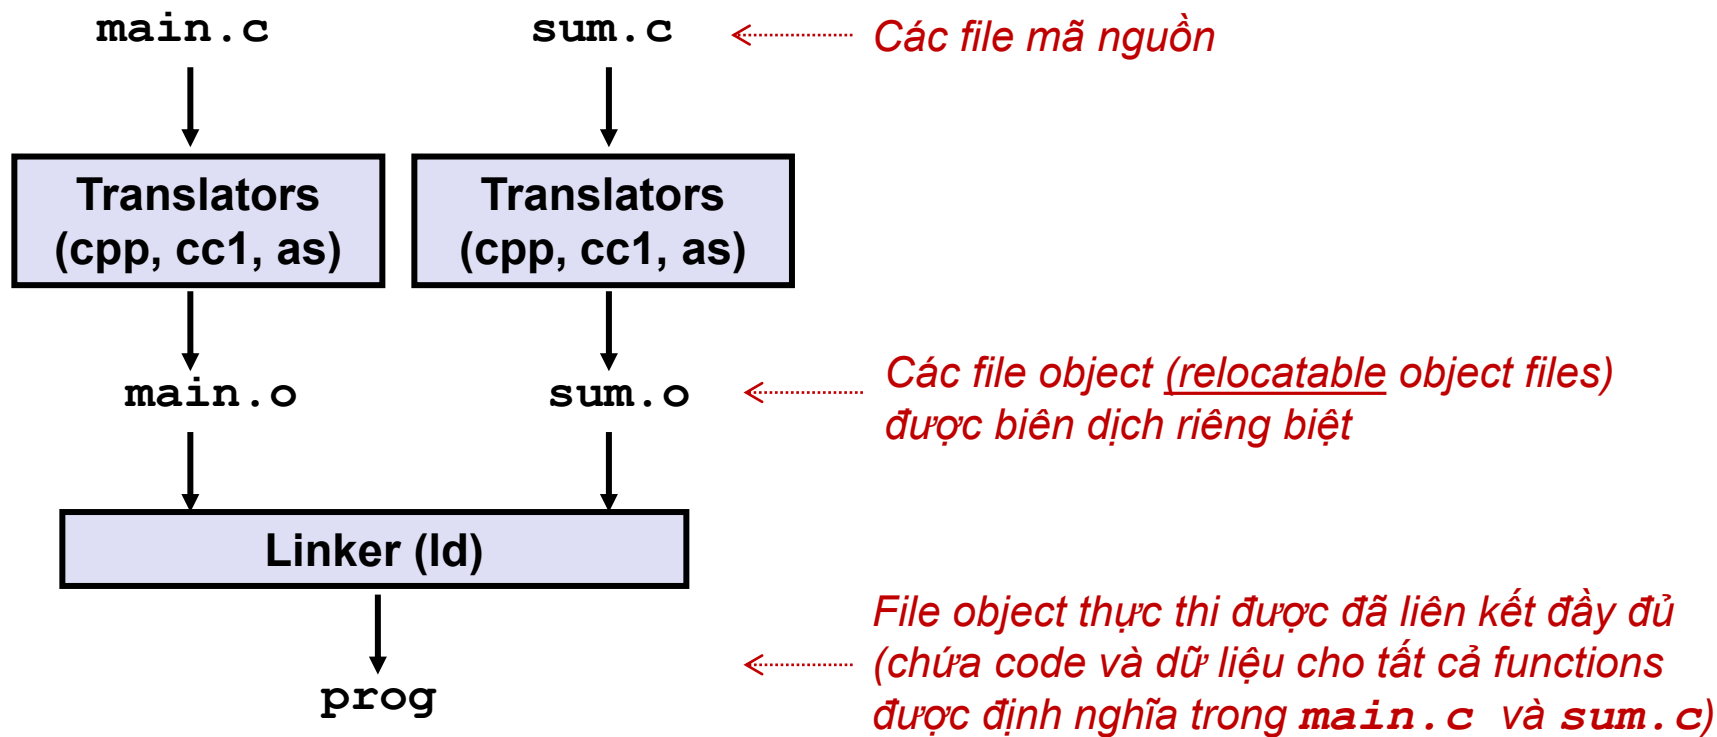 main.c
sum.c
Các file mã nguồn
Translators
(cpp, cc1, as)
Translators
(cpp, cc1, as)
main.o
sum.o
Các file object (relocatable object files)
được biên dịch riêng biệt
Linker (ld)
prog
File object thực thi được đã liên kết đầy đủ
(chứa code và dữ liệu cho tất cả functions
được định nghĩa trong main.c và sum.c)